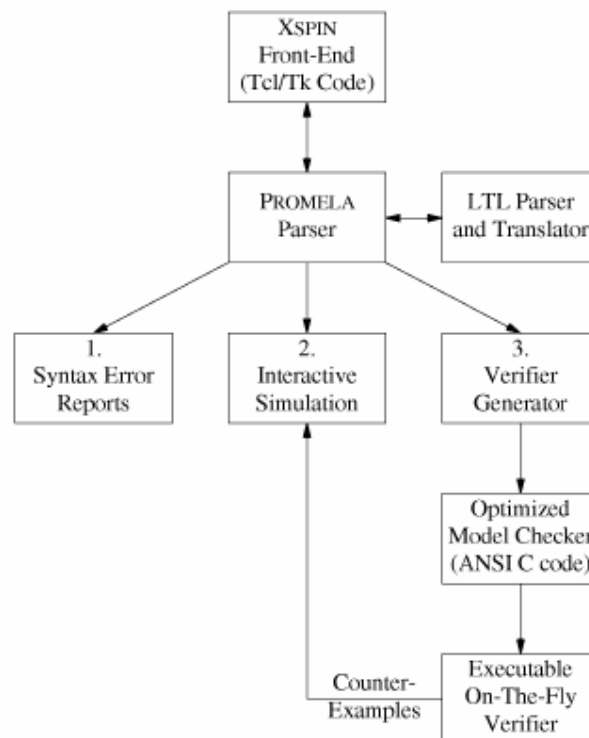 XSPIN
Front-End
(Tcl/Tk Code)
PROMELA
Parser
LTL Parser
and Translator
1.
Syntax Error
Reports
2.
Interactive
Simulation
3.
Verifier
Generator
Optimized
Model Checker
(ANSI C code)
Counter-
Examples
Executable
On-The-Fly
Verifier